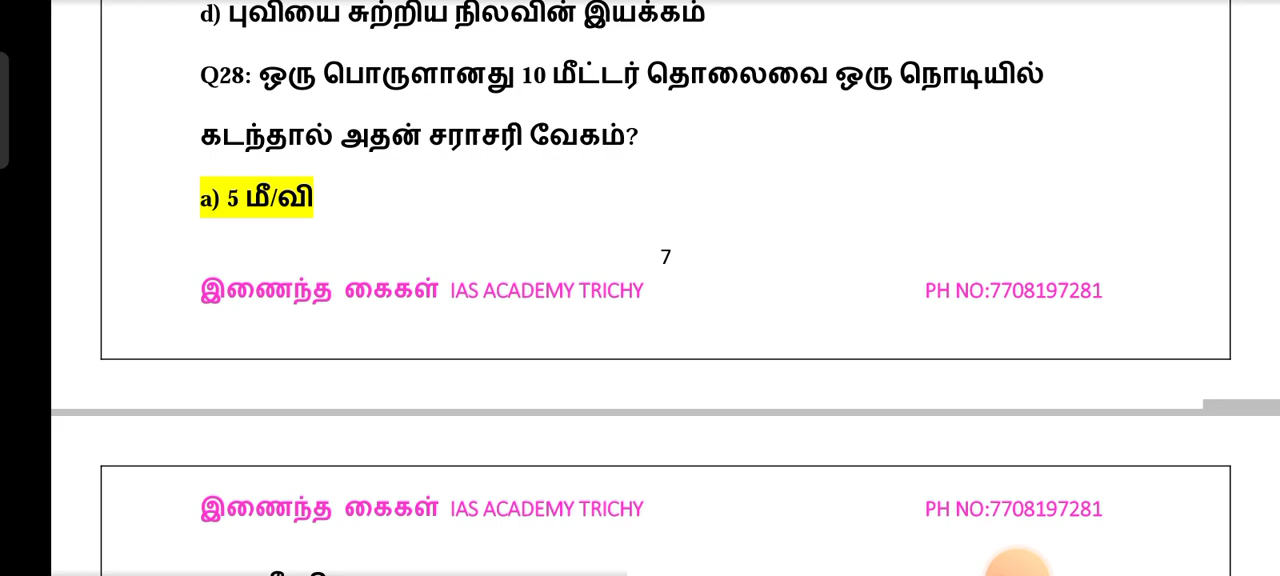 d) புவியை சுற்றிய நிலவின் இயக்கம்
Q28: ஒரு பொருளானது 10 மீட்டர் தொலைவை ஒரு நொடியில்
கடந்தால் அதன் சராசரி வேகம்?
a) 5 மீ/வி
7
இணைந்த கைகள் IAS ACADEMY TRICHY PH NO:7708197281
இணைந்த கைகள் IAS ACADEMY TRICHY PH NO:7708197281